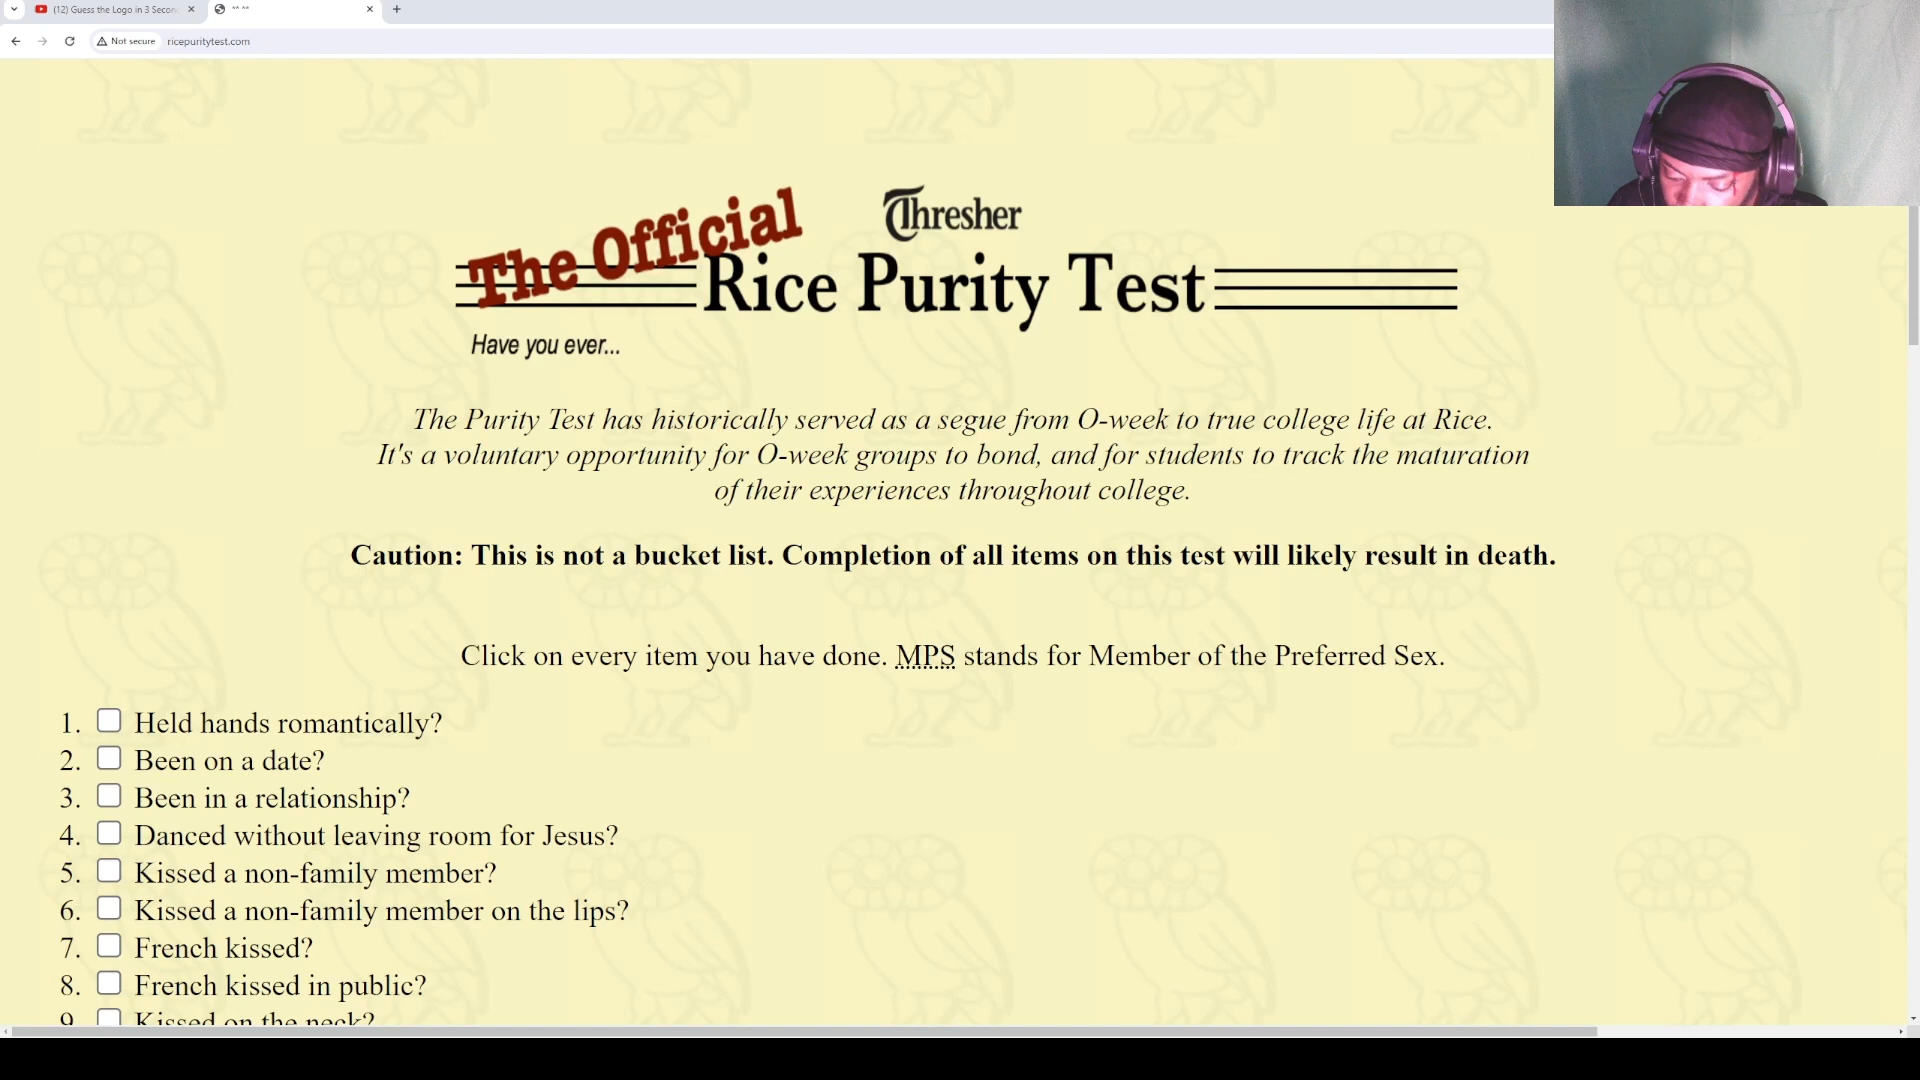 (12) Guess the Logo in 3 Secon
** **
Not secure
ricepuritytest.com
The Official
Thresher
Rice Purity Test
Have you ever...
The Purity Test has historically served as a segue from O-week to true college life at Rice.
It's a voluntary opportunity for O-week groups to bond, and for students to track the maturation
of their experiences throughout college.
Caution: This is not a bucket list. Completion of all items on this test will likely result in death.
Click on every item you have done. MPS stands for Member of the Preferred Sex.
1. Held hands romantically?
2. Been on a date?
3. Been in a relationship?
4. Danced without leaving room for Jesus?
5. Kissed a non-family member?
6. Kissed a non-family member on the lips?
7. French kissed?
8. French kissed in public?
9. Kissed on the neck?